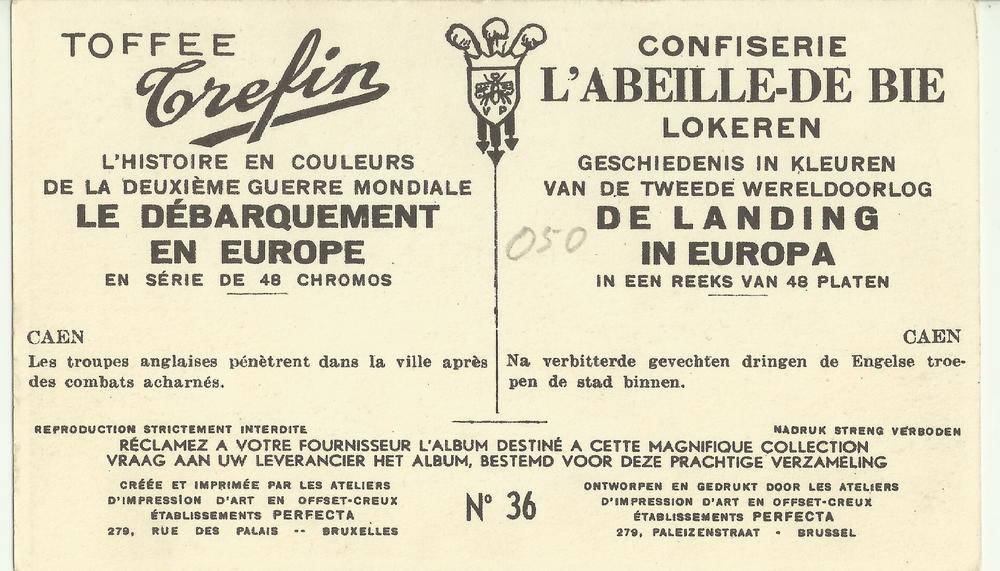 TOFFEE
Trefin
L'HISTOIRE EN COULEURS
DE LA DEUXIÈME GUERRE MONDIALE
LE DÉBARQUEMENT
EN EUROPE
EN SÉRIE DE 48 CHROMOS
V P
CONFISERIE
L'ABEILLE-DE BIE
LOKEREN
GESCHIEDENIS IN KLEUREN
VAN DE TWEEDE WERELDOORLOG
DE LANDING
IN EUROPA
IN EEN REEKS VAN 48 PLATEN
050
CAEN
Les troupes anglaises pénètrent dans la ville après
des combats acharnés.
CAEN
Na verbitterde gevechten dringen de Engelse troe-
pen de stad binnen.
REPRODUCTION STRICTEMENT INTERDITE
NADRUK STRENG VERBODEN
RÉCLAMEZ A VOTRE FOURNISSEUR L'ALBUM DESTINÉ A CETTE MAGNIFIQUE COLLECTION
VRAAG AAN UW LEVERANCIER HET ALBUM, BESTEMD VOOR DEZE PRACHTIGE VERZAMELING
CRÉÉE ET IMPRIMÉE PAR LES ATELIERS
D'IMPRESSION D'ART EN OFFSET-CREUX
ÉTABLISSEMENTS PERFECTA
279, RUE DES PALAIS -- BRUXELLES
Nº 36
ONTWORPEN EN GEDRUKT DOOR LES ATELIERS
D'IMPRESSION D'ART EN OFFSET-CREUX
ÉTABLISSEMENTS PERFECTA
279, PALEIZENSTRAAT - BRUSSEL